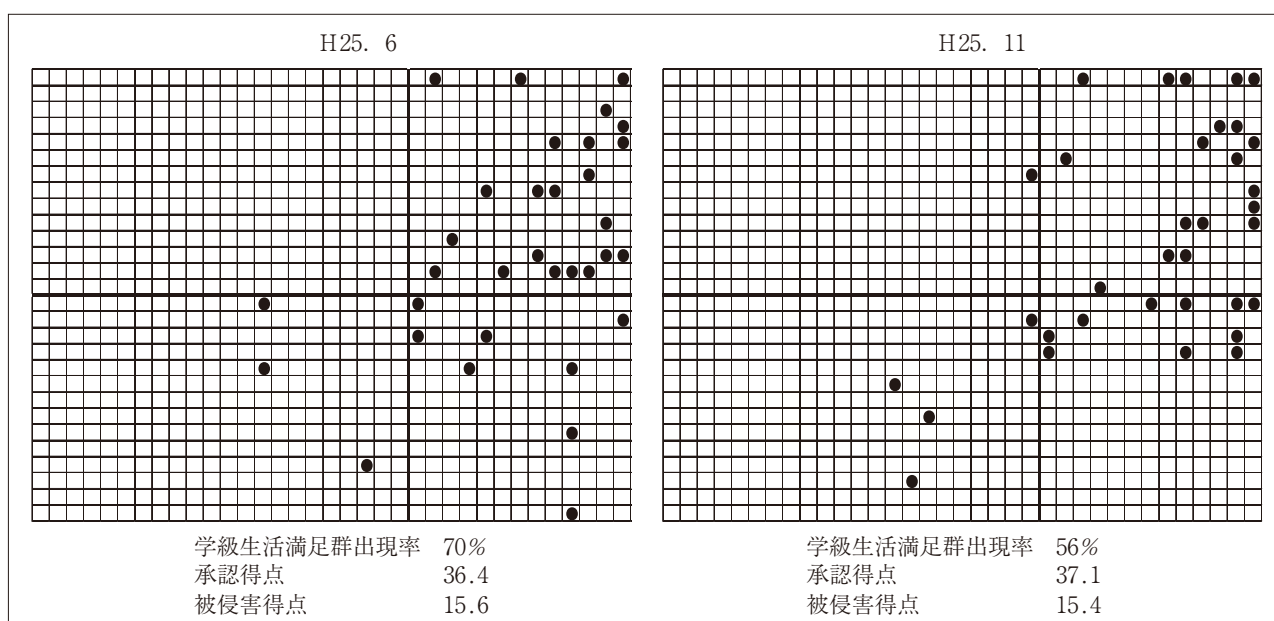 H25. 6
学級生活満足群出現率 70%
承認得点 36.4
被侵害得点 15.6
H25. 11
学級生活満足群出現率 56%
承認得点 37.1
被侵害得点 15.4